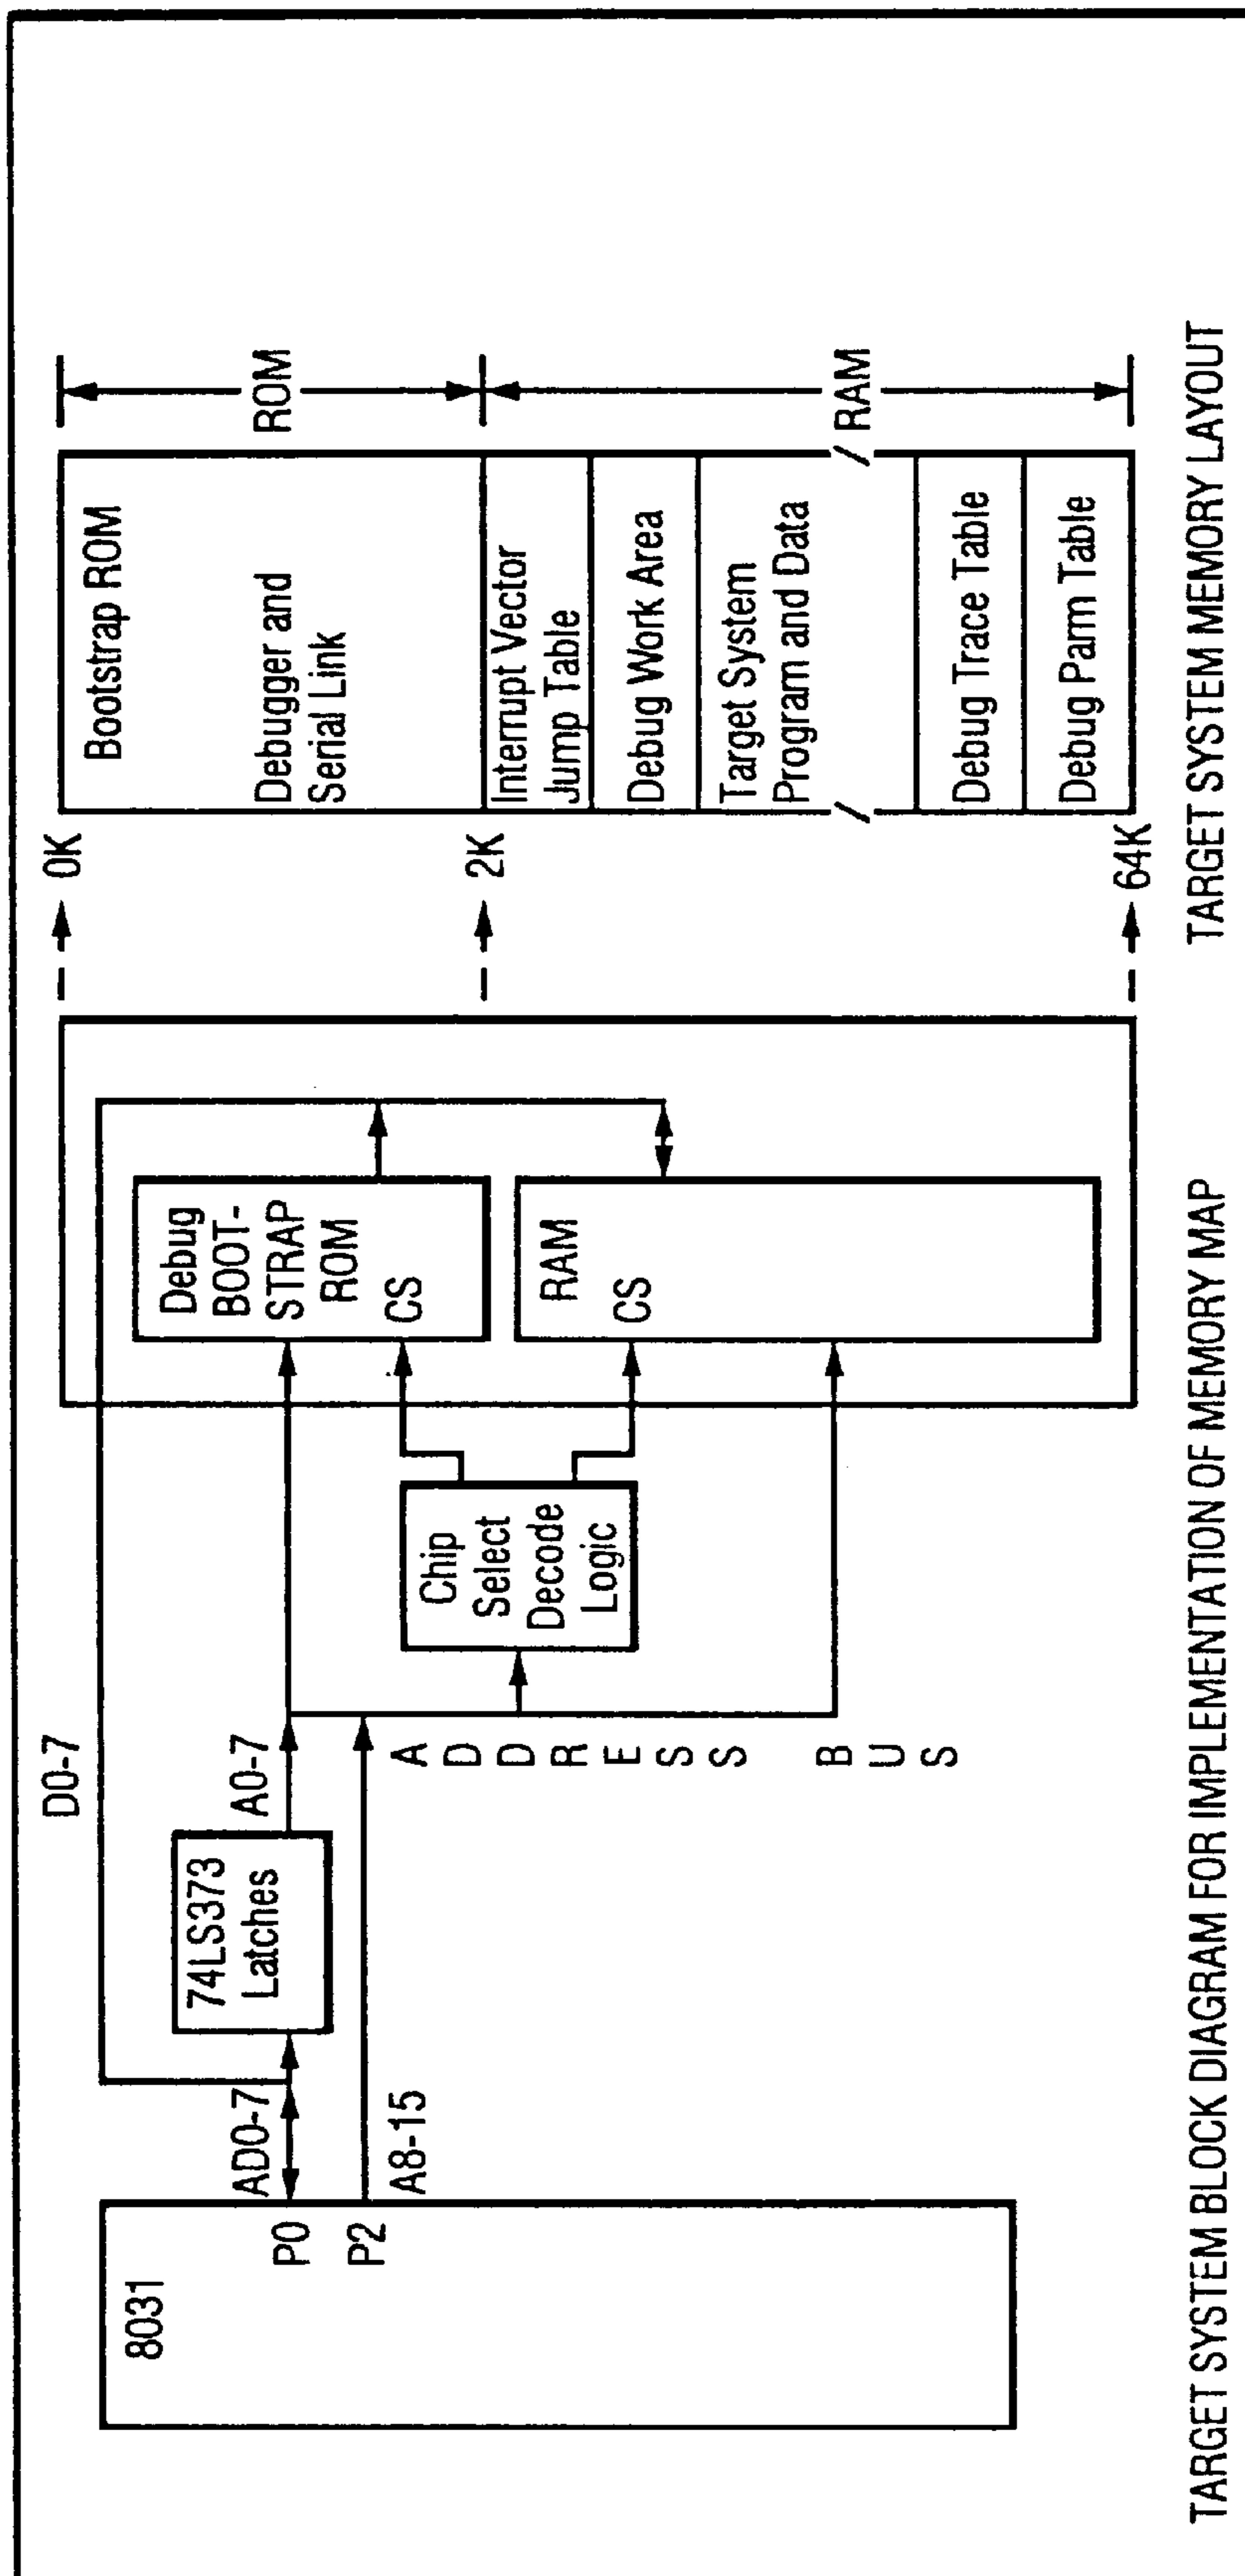 8031
P0
P2
AD0-7
A8-15
D0-7
74LS373
Latches
A0-7
ADDRESS BUS
Chip
Select
Decode
Logic
Debug
BOOT-
STRAP
ROM
CS
RAM
CS
0K
2K
64K
Bootstrap ROM
Debugger and
Serial Link
Interrupt Vector
Jump Table
Debug Work Area
Target System
Program and Data
Debug Trace Table
Debug Parm Table
ROM
RAM
TARGET SYSTEM BLOCK DIAGRAM FOR IMPLEMENTATION OF MEMORY MAP
TARGET SYSTEM MEMORY LAYOUT